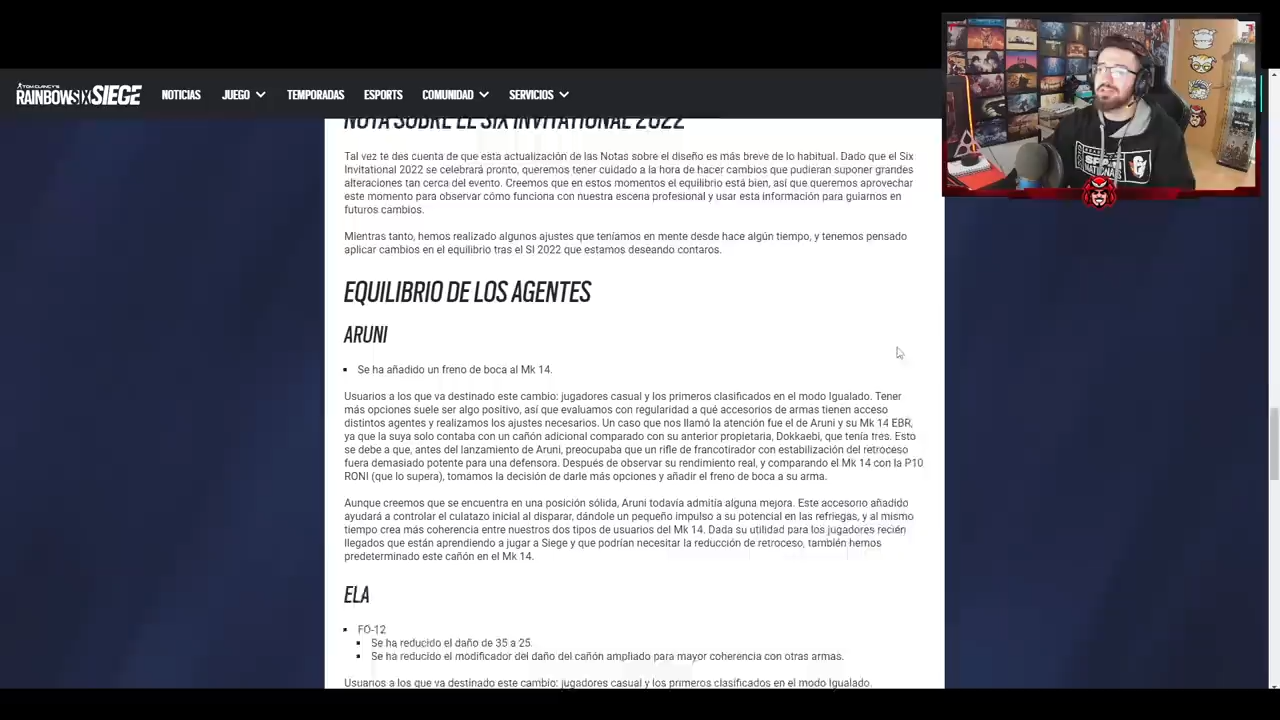 TOM CLANCY'S
RAINBOWSIX SIEGE
NOTICIAS
JUEGO
TEMPORADAS
ESPORTS
COMUNIDAD
SERVICIOS
NOTA SOBRE EL SIX INVITATIONAL 2022
Tal vez te des cuenta de que esta actualización de las Notas sobre el diseño es más breve de lo habitual. Dado que el Six
Invitational 2022 se celebrará pronto, queremos tener cuidado a la hora de hacer cambios que pudieran suponer grandes
alteraciones tan cerca del evento. Creemos que en estos momentos el equilibrio está bien, así que queremos aprovechar
este momento para observar cómo funciona con nuestra escena profesional y usar esta información para guiarnos en
futuros cambios.
Mientras tanto, hemos realizado algunos ajustes que teníamos en mente desde hace algún tiempo, y tenemos pensado
aplicar cambios en el equilibrio tras el SI 2022 que estamos deseando contaros.
EQUILIBRIO DE LOS AGENTES
ARUNI
Se ha añadido un freno de boca al Mk 14.
Usuarios a los que va destinado este cambio: jugadores casual y los primeros clasificados en el modo Igualado. Tener
más opciones suele ser algo positivo, así que evaluamos con regularidad a qué accesorios de armas tienen acceso
distintos agentes y realizamos los ajustes necesarios. Un caso que nos llamó la atención fue el de Aruni y su Mk 14 EBR,
ya que la suya solo contaba con un cañón adicional comparado con su anterior propietaria, Dokkaebi, que tenía tres. Esto
se debe a que, antes del lanzamiento de Aruni, preocupaba que un rifle de francotirador con estabilización del retroceso
fuera demasiado potente para una defensora. Después de observar su rendimiento real, y comparando el Mk 14 con la P10
RONI (que lo supera), tomamos la decisión de darle más opciones y añadir el freno de boca a su arma.
Aunque creemos que se encuentra en una posición sólida, Aruni todavía admitía alguna mejora. Este accesorio añadido
ayudará a controlar el culatazo inicial al disparar, dándole un pequeño impulso a su potencial en las refriegas, y al mismo
tiempo crea más coherencia entre nuestros dos tipos de usuarios del Mk 14. Dada su utilidad para los jugadores recién
llegados que están aprendiendo a jugar a Siege y que podrían necesitar la reducción de retroceso, también hemos
predeterminado este cañón en el Mk 14.
ELA
FO-12
Se ha reducido el daño de 35 a 25.
Se ha reducido el modificador del daño del cañón ampliado para mayor coherencia con otras armas.
Usuarios a los que va destinado este cambio: jugadores casual y los primeros clasificados en el modo Igualado.